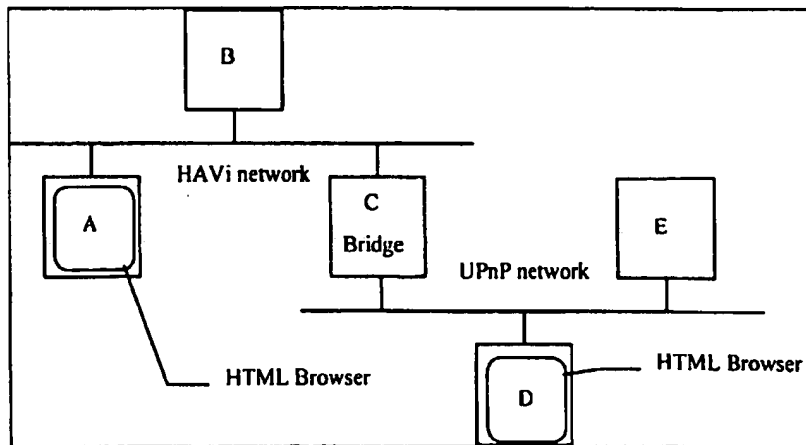 B
HAVi network
A
C
Bridge
E
UPnP network
HTML Browser
HTML Browser
D